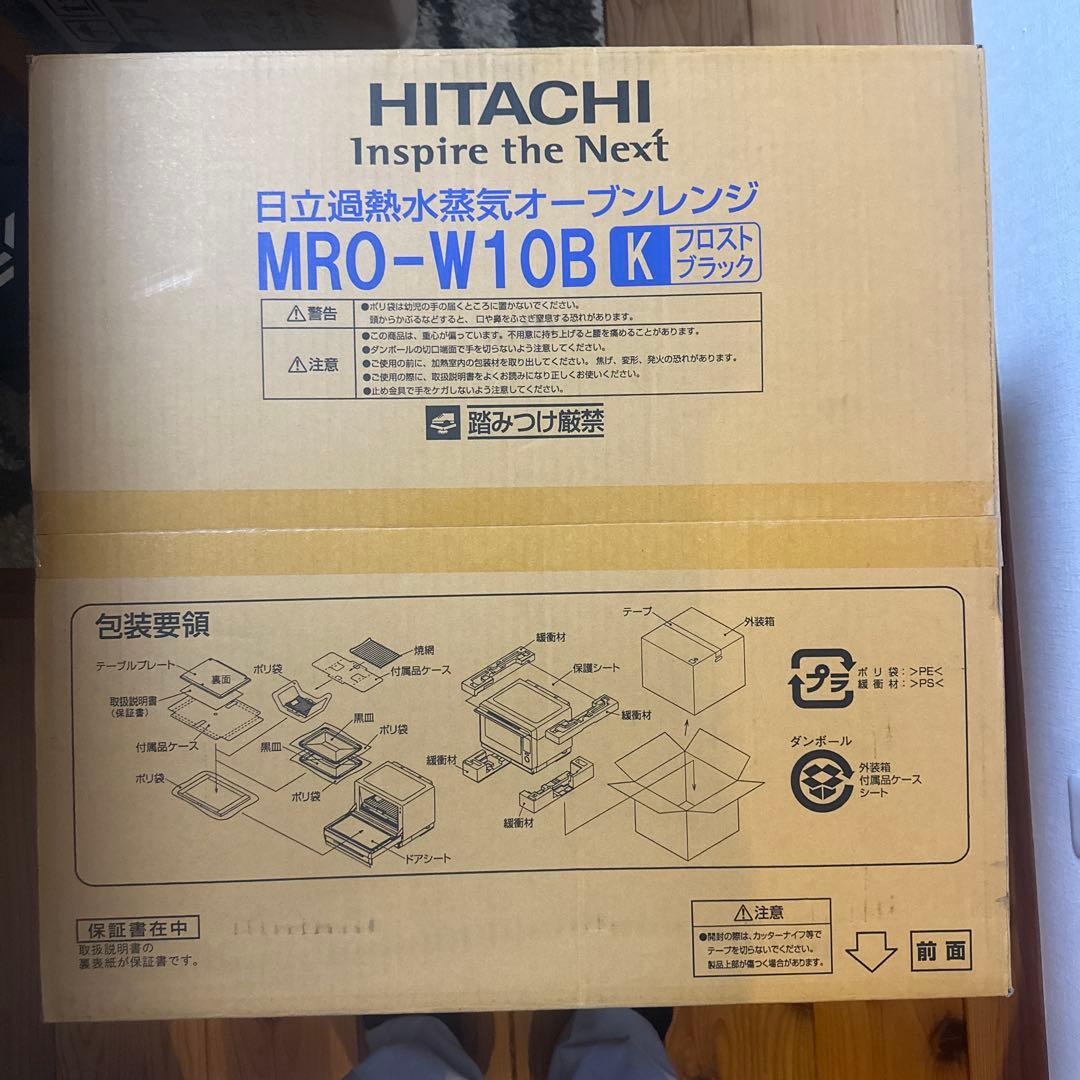 HITACHI
Inspire the Next
日立過熱水蒸気オーブンレンジ
MRO-W10B K フロストブラック
警告
●ポリ袋は幼児の手の届くところに置かないでください。
頭からかぶるなどすると、口や鼻をふさぎ窒息する恐れがあります。
注意
●この商品は、重心が偏っています。不用意に持ち上げると腰を痛めることがあります。
●ダンボールの切口端面で手を切らないよう注意してください。
●ご使用の前に、加熱室内の包装材を取り出してください。焦げ、変形、発火の恐れがあります。
●ご使用の際に、取扱説明書をよくお読みになり正しくお使いください。
●止め金具で手をケガしないよう注意してください。
踏みつけ厳禁
包装要領
テーブルプレート
裏面
取扱説明書
(保証書)
付属品ケース
ポリ袋
ポリ袋
焼網
付属品ケース
黒皿
ポリ袋
黒皿
ポリ袋
ドアシート
緩衝材
保護シート
緩衝材
緩衝材
緩衝材
テープ
外装箱
プラ
ポリ袋:>PE<
緩衝材:>PS<
ダンボール
外装箱
付属品ケース
シート
保証書在中
取扱説明書の
裏表紙が保証書です。
注意
●開封の際は、カッターナイフ等で
テープを切らないでください。
製品上部が傷つく場合があります。
前面